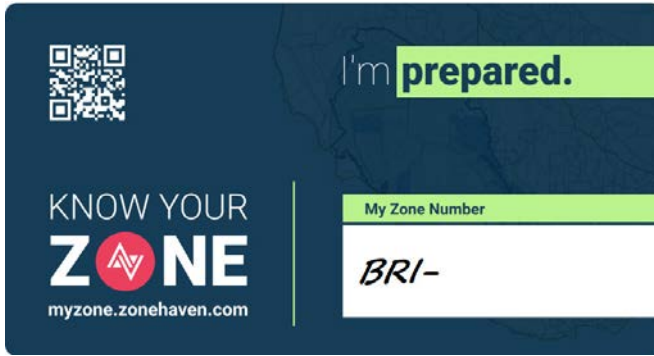 I'm prepared.
KNOW YOUR
ZONE
myzone.zonehaven.com
My Zone Number
BRI-